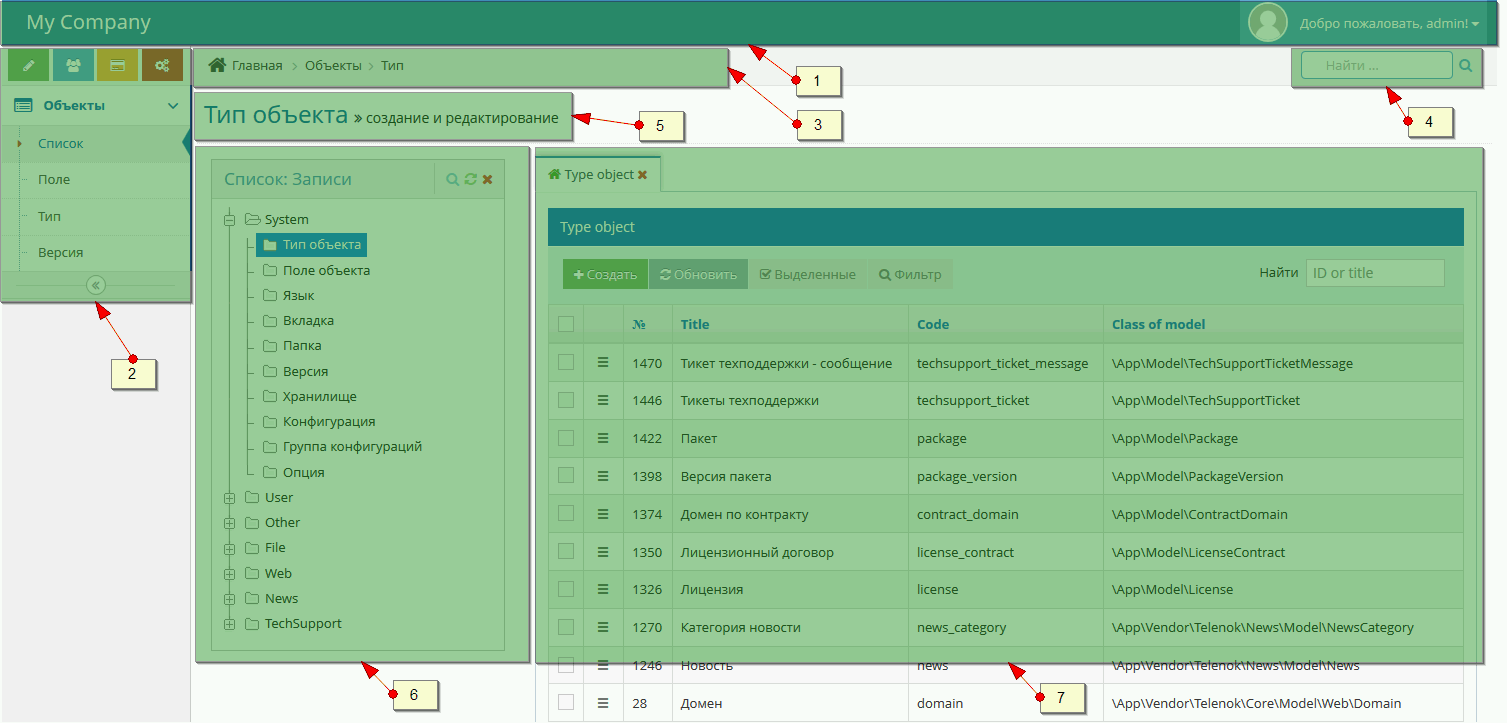 My Company
Добро пожаловать, admin!
1
Главная > Объекты > Тип
3
Найти ...
4
Объекты
Список
Поле
Тип
Версия
2
Тип объекта » создание и редактирование
5
Список: Записи
System
Тип объекта
Поле объекта
Язык
Вкладка
Папка
Версия
Хранилище
Конфигурация
Группа конфигураций
Опция
User
Other
File
Web
News
TechSupport
6
Type object
Type object
Создать Обновить Выделенные Фильтр Найти ID or title
№ Title Code Class of model
1470 Тикет техподдержки - сообщение techsupport_ticket_message \App\Model\TechSupportTicketMessage
1446 Тикеты техподдержки techsupport_ticket \App\Model\TechSupportTicket
1422 Пакет package \App\Model\Package
1398 Версия пакета package_version \App\Model\PackageVersion
1374 Домен по контракту contract_domain \App\Model\ContractDomain
1350 Лицензионный договор license_contract \App\Model\LicenseContract
1326 Лицензия license \App\Model\License
1270 Категория новости news_category \App\Vendor\Telenok\News\Model\NewsCategory
1246 Новость news \App\Vendor\Telenok\News\Model\News
28 Домен domain \App\Vendor\Telenok\Core\Model\Web\Domain
7